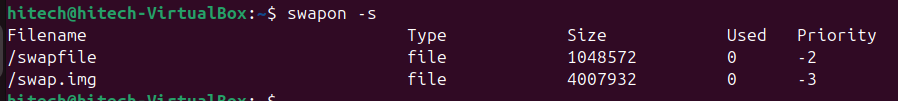 hitech@hitech-VirtualBox:~$ swapon -s
Filename Type Size Used Priority
/swapfile file 1048572 0 -2
/swap.img file 4007932 0 -3
hitech@hitech-VirtualBox:~$